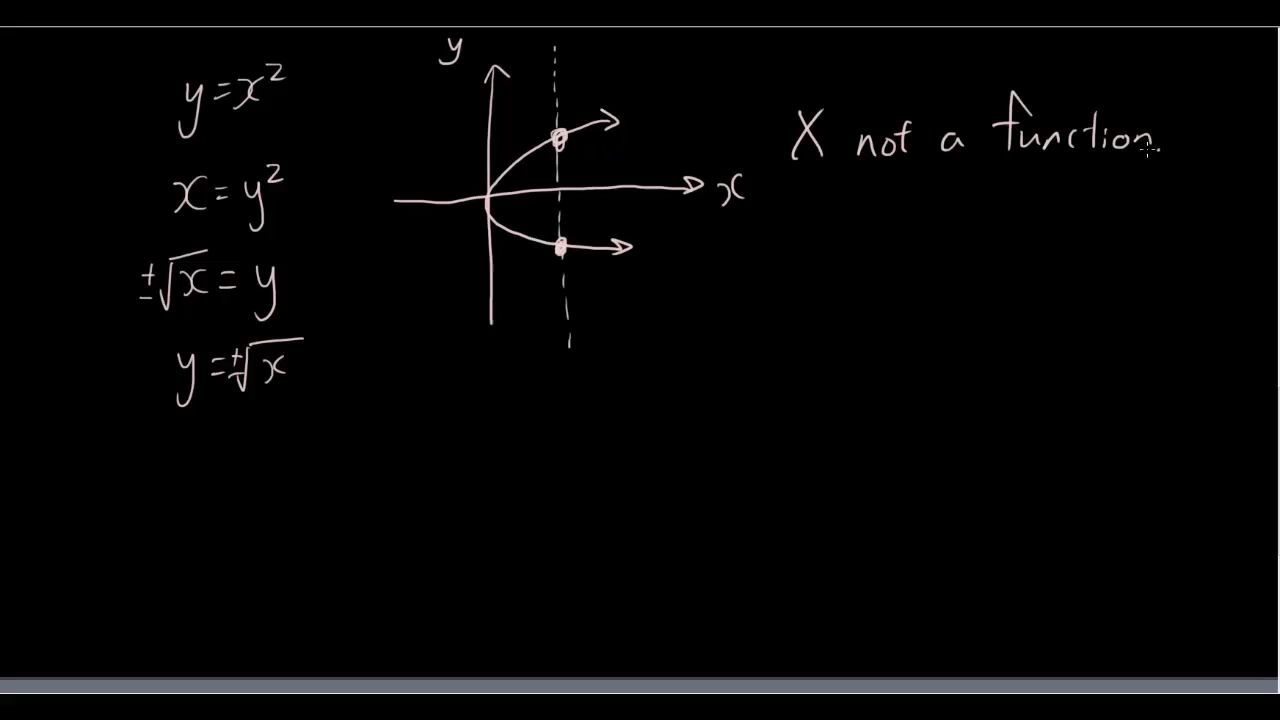 y = x²
x = y²
±√x = y
y = ±√x
y
x
X not a function.